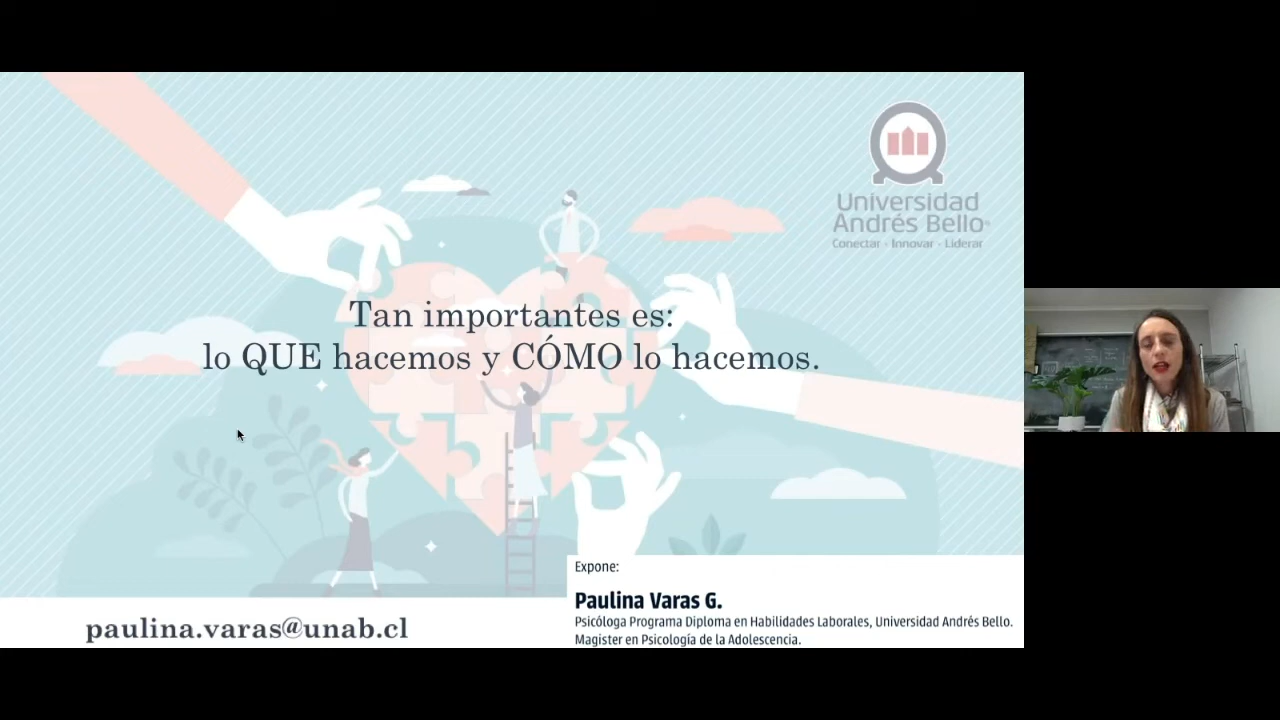 Universidad
Andrés Bello
Conectar - Innovar - Liderar
Tan importantes es:
lo QUE hacemos y CÓMO lo hacemos.
Expone:
Paulina Varas G.
Psicóloga Programa Diploma en Habilidades Laborales, Universidad Andrés Bello.
Magister en Psicología de la Adolescencia.
paulina.varas@unab.cl